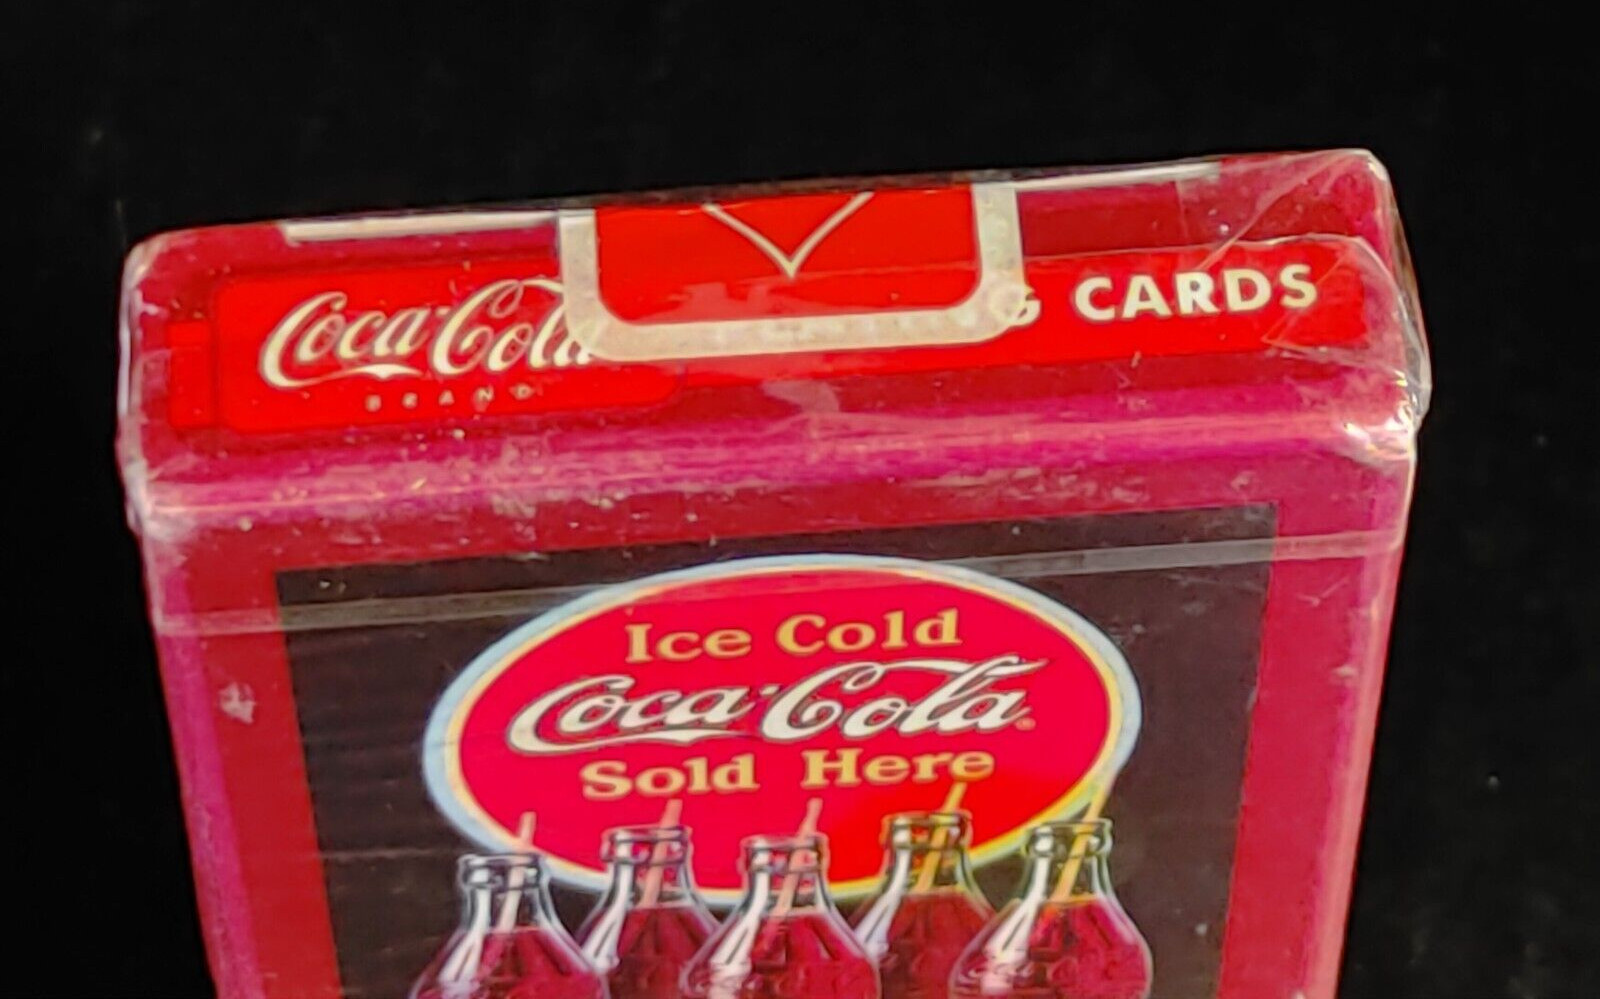 Coca-Cola
BRAND
G CARDS
Ice Cold
Coca-Cola®
Sold Here